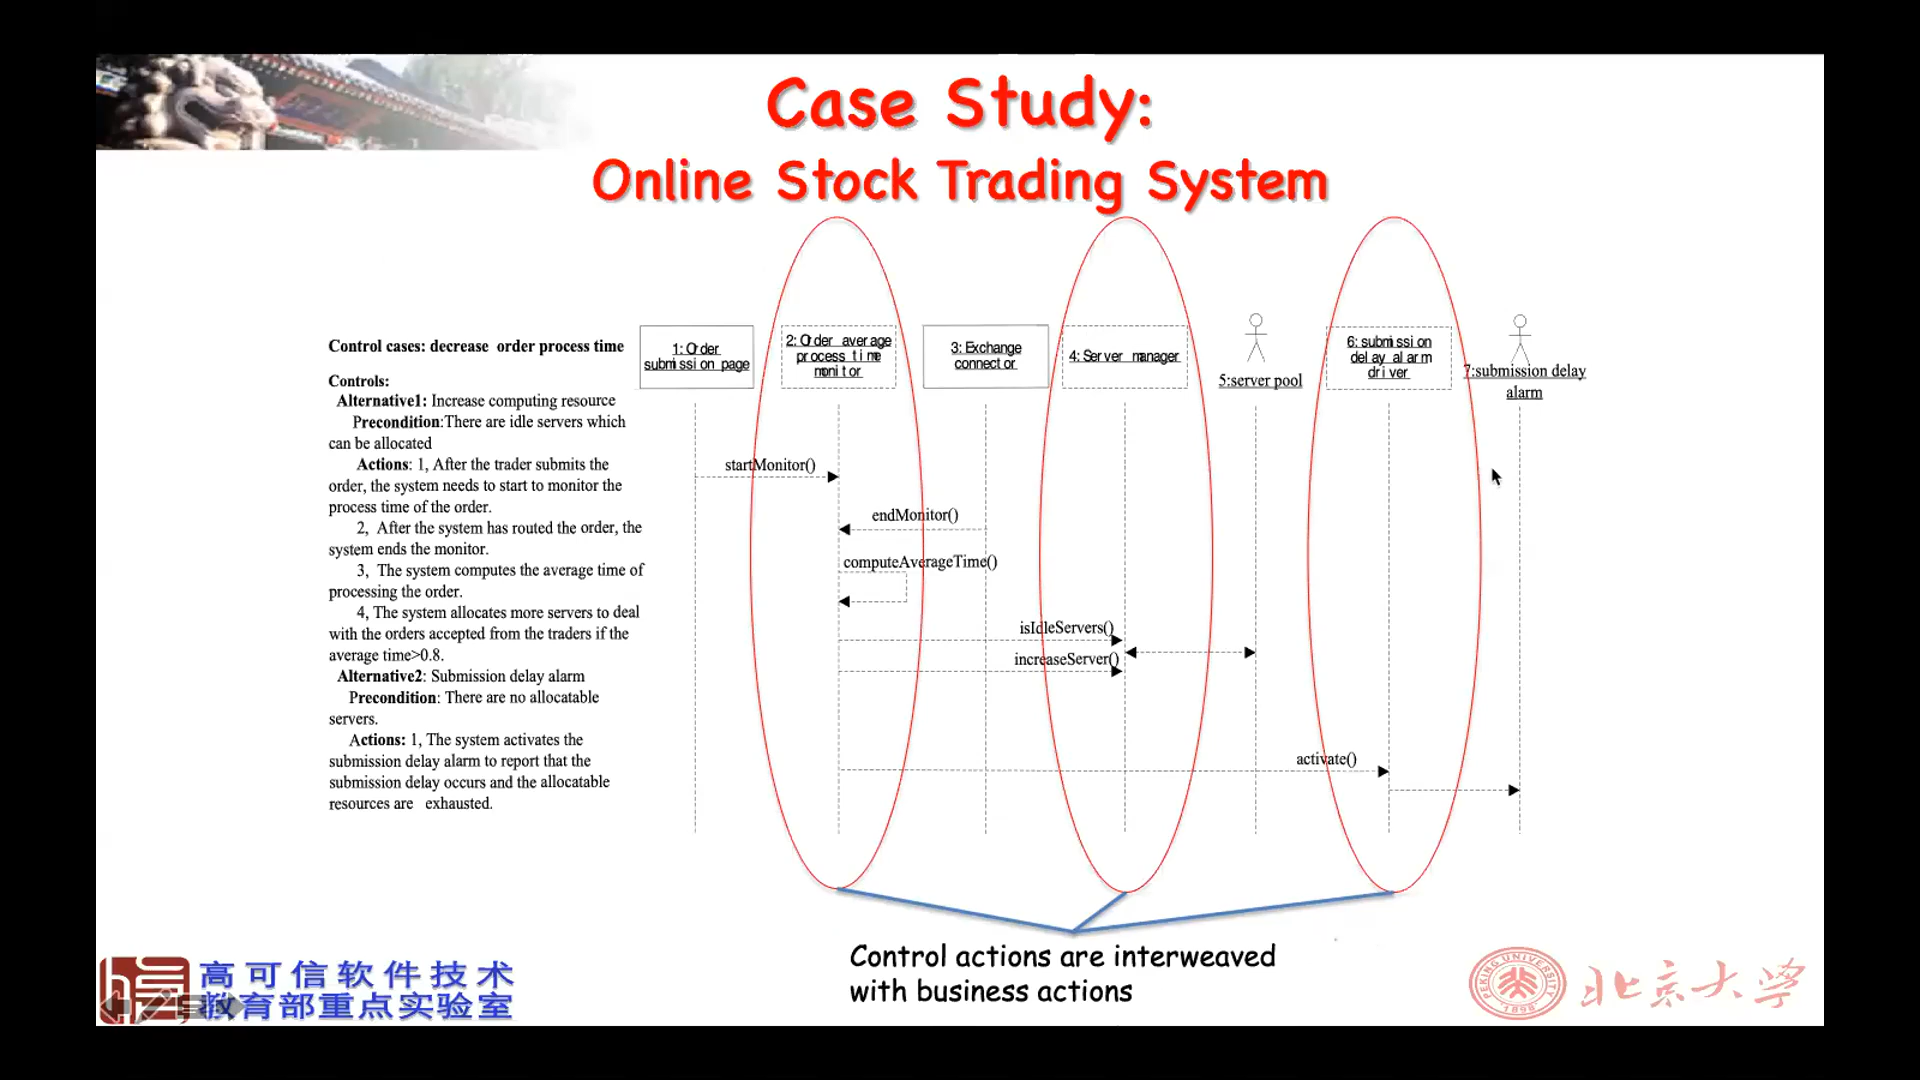 Case Study:
Online Stock Trading System
Control cases: decrease order process time
Controls:
Alternative1: Increase computing resource
Precondition:There are idle servers which
can be allocated
Actions: 1, After the trader submits the
order, the system needs to start to monitor the
process time of the order.
2, After the system has routed the order, the
system ends the monitor.
3, The system computes the average time of
processing the order.
4, The system allocates more servers to deal
with the orders accepted from the traders if the
average time>0.8.
Alternative2: Submission delay alarm
Precondition: There are no allocatable
servers.
Actions: 1, The system activates the
submission delay alarm to report that the
submission delay occurs and the allocatable
resources are exhausted.
1: Order
submission page
2: Order average
process time
monitor
3: Exchange
connector
4: Server manager
5:server pool
6: submission
delay alarm
driver
7:submission delay
alarm
startMonitor()
endMonitor()
computeAverageTime()
isIdleServers()
increaseServer()
activate()
Control actions are interweaved
with business actions
高可信软件技术
教育部重点实验室
PEKING UNIVERSITY
1898
北京大学